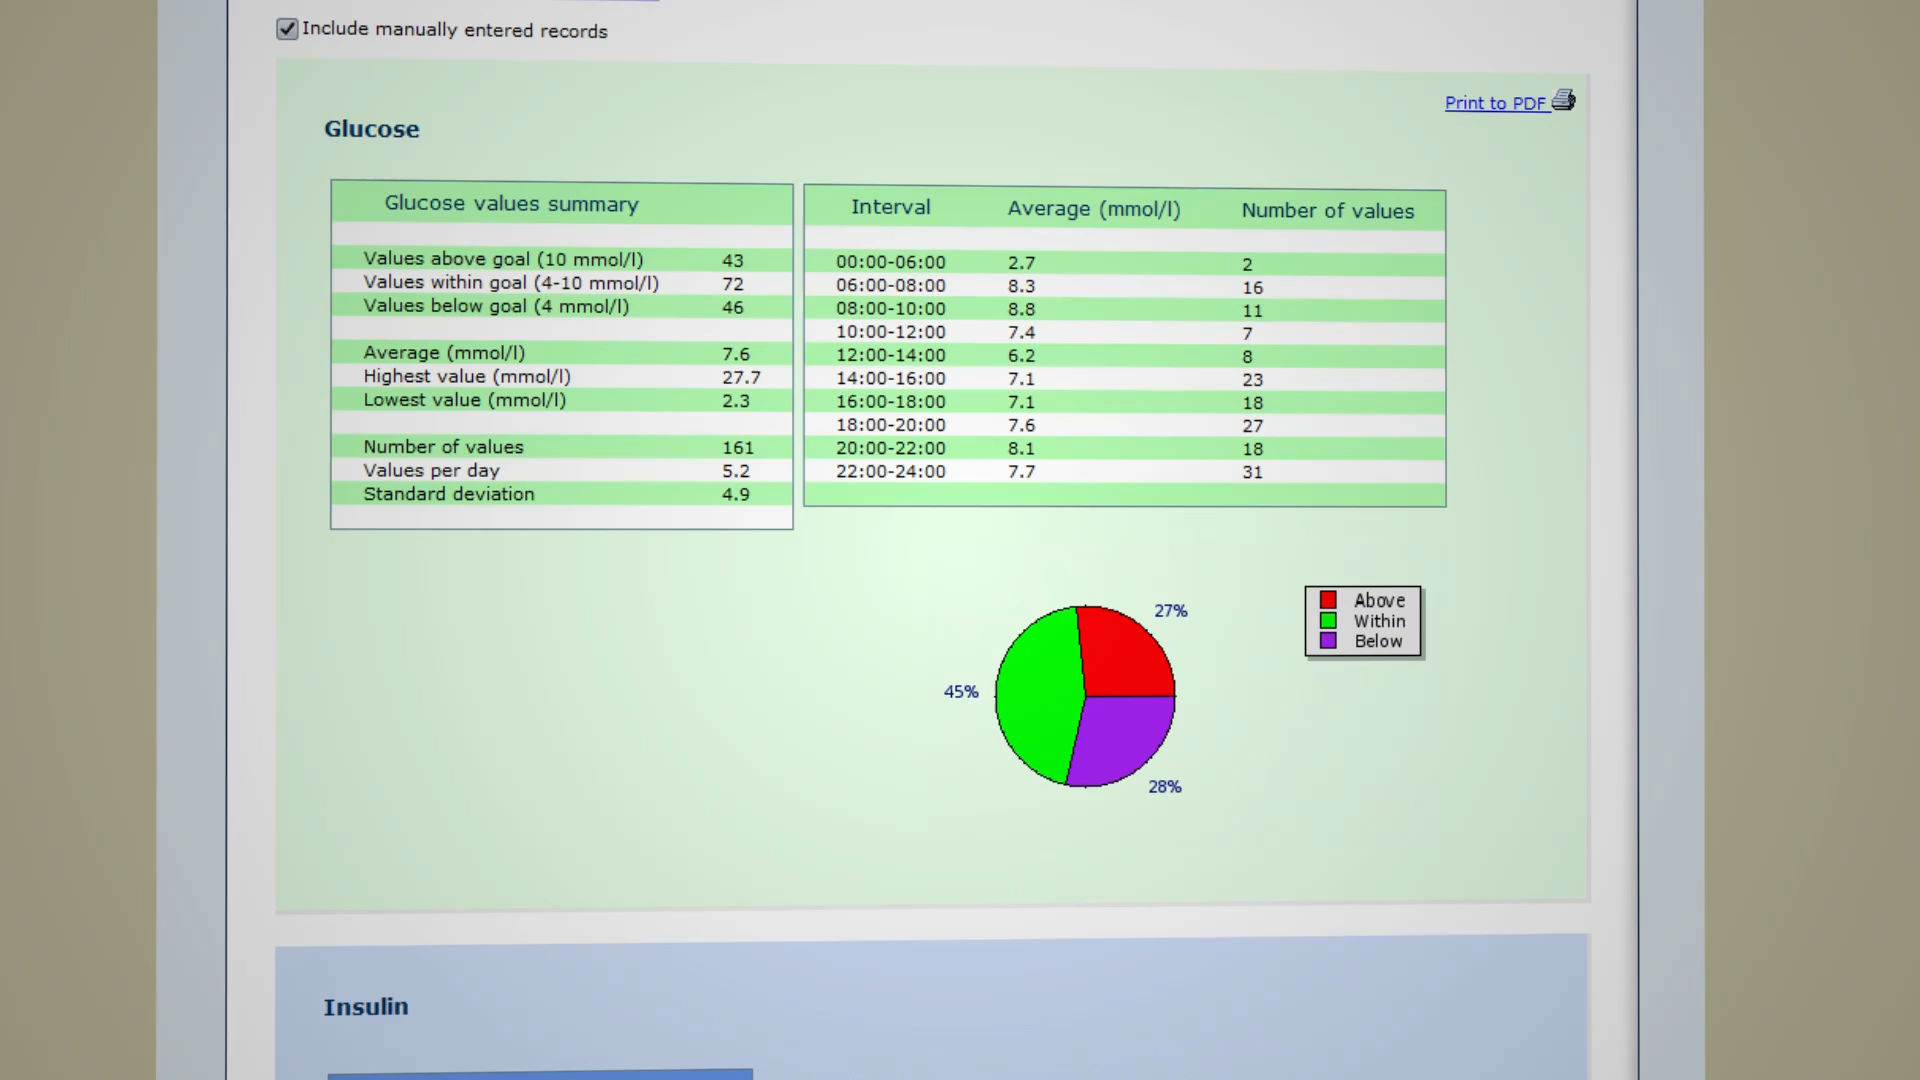 Include manually entered records
Print to PDF
Glucose
Glucose values summary
Values above goal (10 mmol/l) 43
Values within goal (4-10 mmol/l) 72
Values below goal (4 mmol/l) 46
Average (mmol/l) 7.6
Highest value (mmol/l) 27.7
Lowest value (mmol/l) 2.3
Number of values 161
Values per day 5.2
Standard deviation 4.9
Interval Average (mmol/l) Number of values
00:00-06:00 2.7 2
06:00-08:00 8.3 16
08:00-10:00 8.8 11
10:00-12:00 7.4 7
12:00-14:00 6.2 8
14:00-16:00 7.1 23
16:00-18:00 7.1 18
18:00-20:00 7.6 27
20:00-22:00 8.1 18
22:00-24:00 7.7 31
27%
45%
28%
Above
Within
Below
Insulin